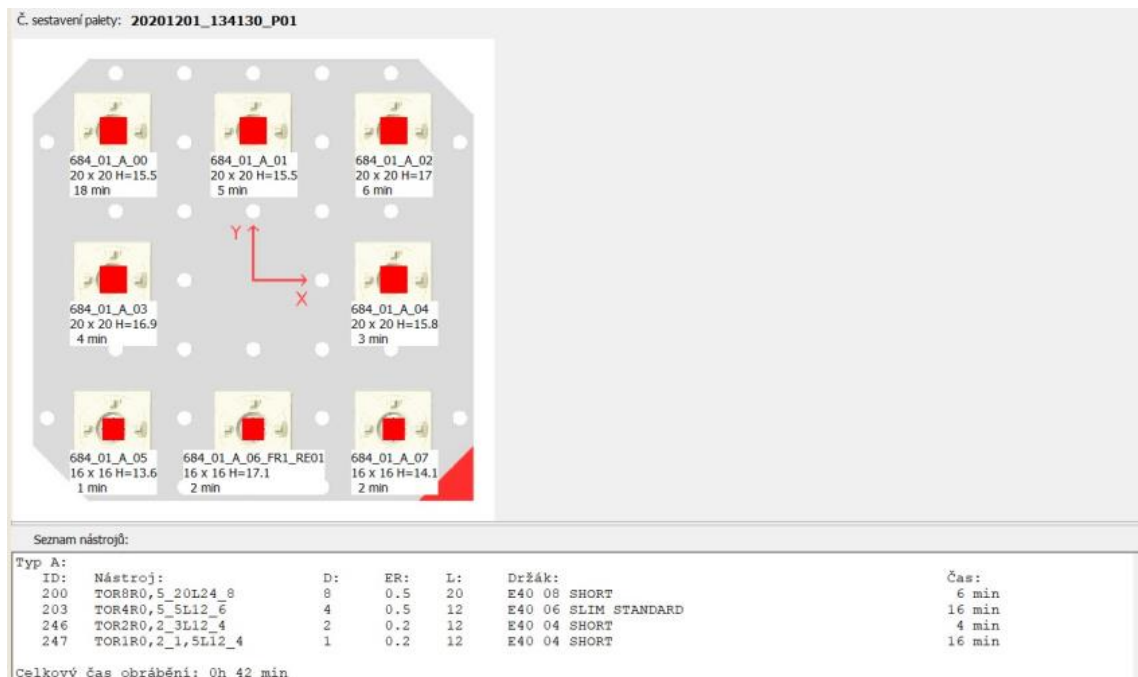 Č. sestavení palety: 20201201_134130_P01
684_01_A_00
20 x 20 H=15.5
18 min
684_01_A_01
20 x 20 H=15.5
5 min
684_01_A_02
20 x 20 H=17
6 min
Y
X
684_01_A_03
20 x 20 H=16.9
4 min
684_01_A_04
20 x 20 H=15.8
3 min
684_01_A_05
16 x 16 H=13.6
1 min
684_01_A_06_FR1_RE01
16 x 16 H=17.1
2 min
684_01_A_07
16 x 16 H=14.1
2 min
Seznam nástrojů:
Typ A:
ID: Nástroj: D: ER: L: Držák: Čas:
200 TOR8R0,5_20L24_8 8 0.5 20 E40 08 SHORT 6 min
203 TOR4R0,5_5L12_6 4 0.5 12 E40 06 SLIM STANDARD 16 min
246 TOR2R0,2_3L12_4 2 0.2 12 E40 04 SHORT 4 min
247 TOR1R0,2_1,5L12_4 1 0.2 12 E40 04 SHORT 16 min
Celkový čas obrábění: 0h 42 min